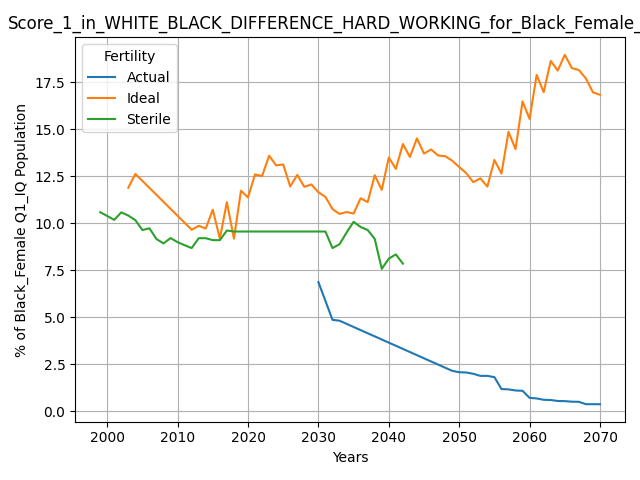 Score_1_in_WHITE_BLACK_DIFFERENCE_HARD_WORKING_for_Black_Female_
Fertility
Actual
Ideal
Sterile
% of Black_Female Q1_IQ Population
17.5
15.0
12.5
10.0
7.5
5.0
2.5
0.0
2000 2010 2020 2030 2040 2050 2060 2070
Years